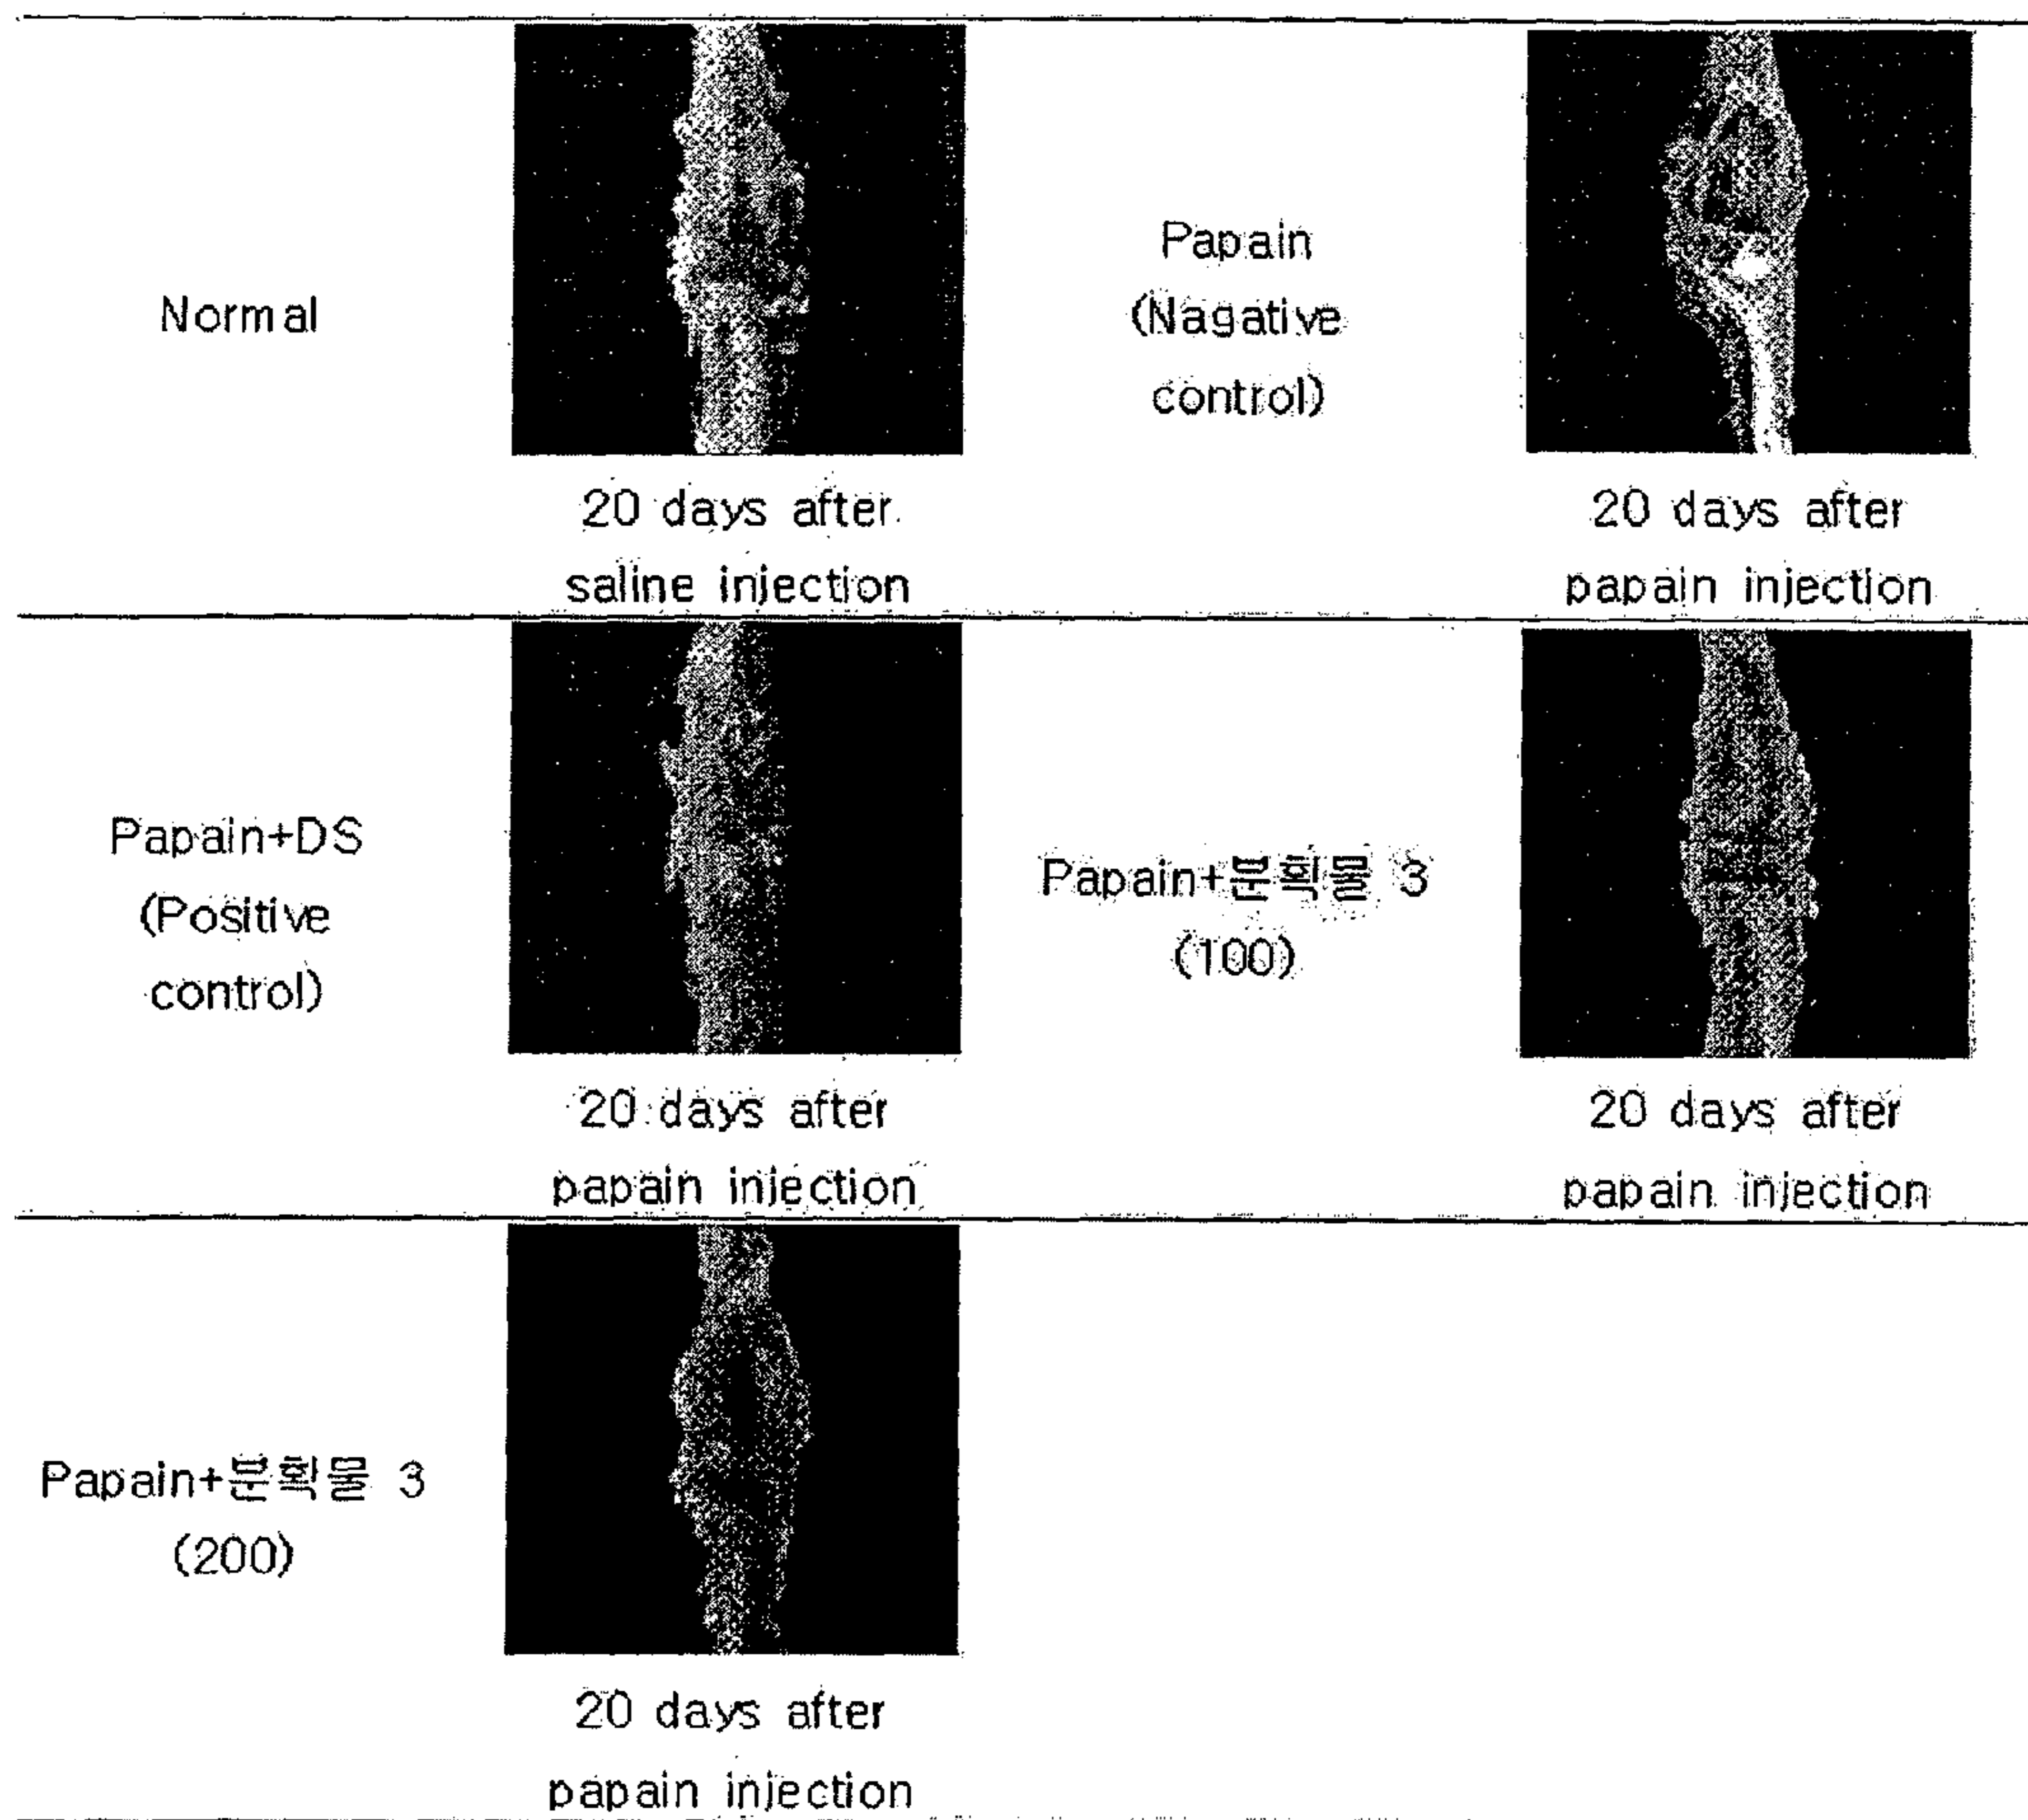 Normal
20 days after
saline injection
Papain
(Nagative
control)
20 days after
papain injection
Papain+DS
(Positive
control)
20 days after
papain injection
Papain+분획물 3
(100)
20 days after
papain injection
Papain+분획물 3
(200)
20 days after
papain injection